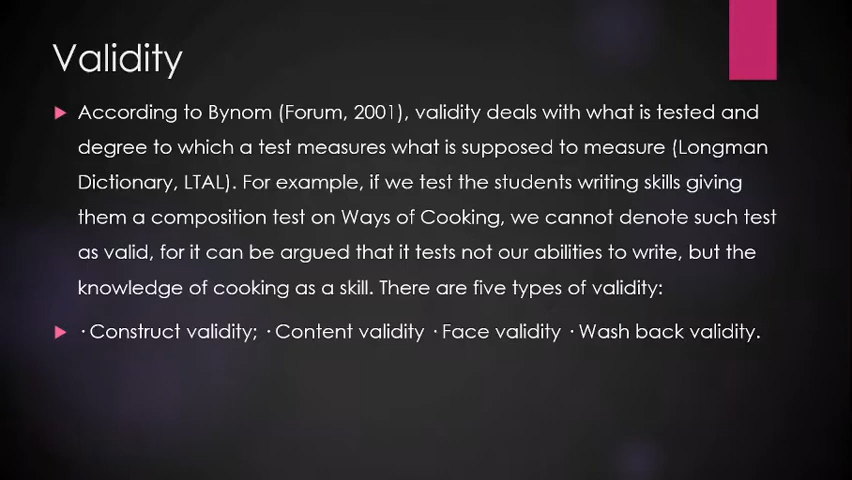 Validity
According to Bynom (Forum, 2001), validity deals with what is tested and
degree to which a test measures what is supposed to measure (Longman
Dictionary, LTAL). For example, if we test the students writing skills giving
them a composition test on Ways of Cooking, we cannot denote such test
as valid, for it can be argued that it tests not our abilities to write, but the
knowledge of cooking as a skill. There are five types of validity:
· Construct validity; · Content validity · Face validity · Wash back validity.